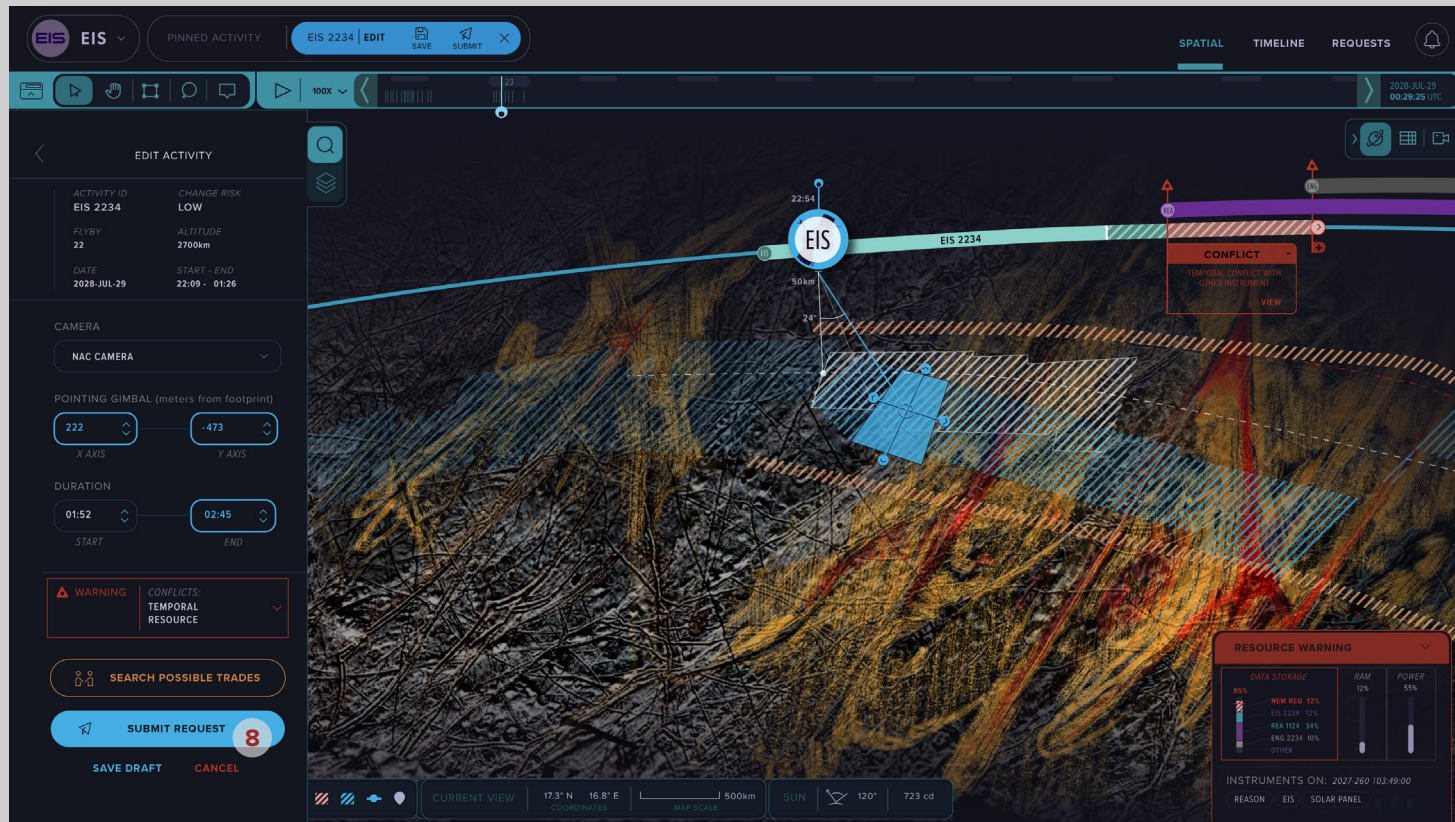 EIS EIS
PINNED ACTIVITY
EIS 2234 | EDIT
SAVE
SUBMIT
SPATIAL
TIMELINE
REQUESTS
100X
23
2028-JUL-29
00:29:25 UTC
EDIT ACTIVITY
ACTIVITY ID
EIS 2234
CHANGE RISK
LOW
FLYBY
22
ALTITUDE
2700km
DATE
2028-JUL-29
START - END
22:09 - 01:26
CAMERA
NAC CAMERA
POINTING GIMBAL (meters from footprint)
222
-473
X AXIS
Y AXIS
DURATION
01:52
02:45
START
END
WARNING
CONFLICTS:
TEMPORAL
RESOURCE
SEARCH POSSIBLE TRADES
SUBMIT REQUEST
8
SAVE DRAFT
CANCEL
22:54
EIS
EIS
EIS 2234
50km
24°
REA
ENG
CONFLICT -
TEMPORAL CONFLICT WITH
OTHER INSTRUMENT
VIEW
CURRENT VIEW
17.3° N 16.8° E
COORDINATES
500km
MAP SCALE
SUN
120°
723 cd
RESOURCE WARNING
DATA STORAGE
95%
NEW REQ 12%
EIS 2234 12%
REA 1124 34%
ENG 2234 10%
OTHER
RAM
12%
POWER
55%
INSTRUMENTS ON: 2027-260 T03:49:00
REASON
EIS
SOLAR PANEL